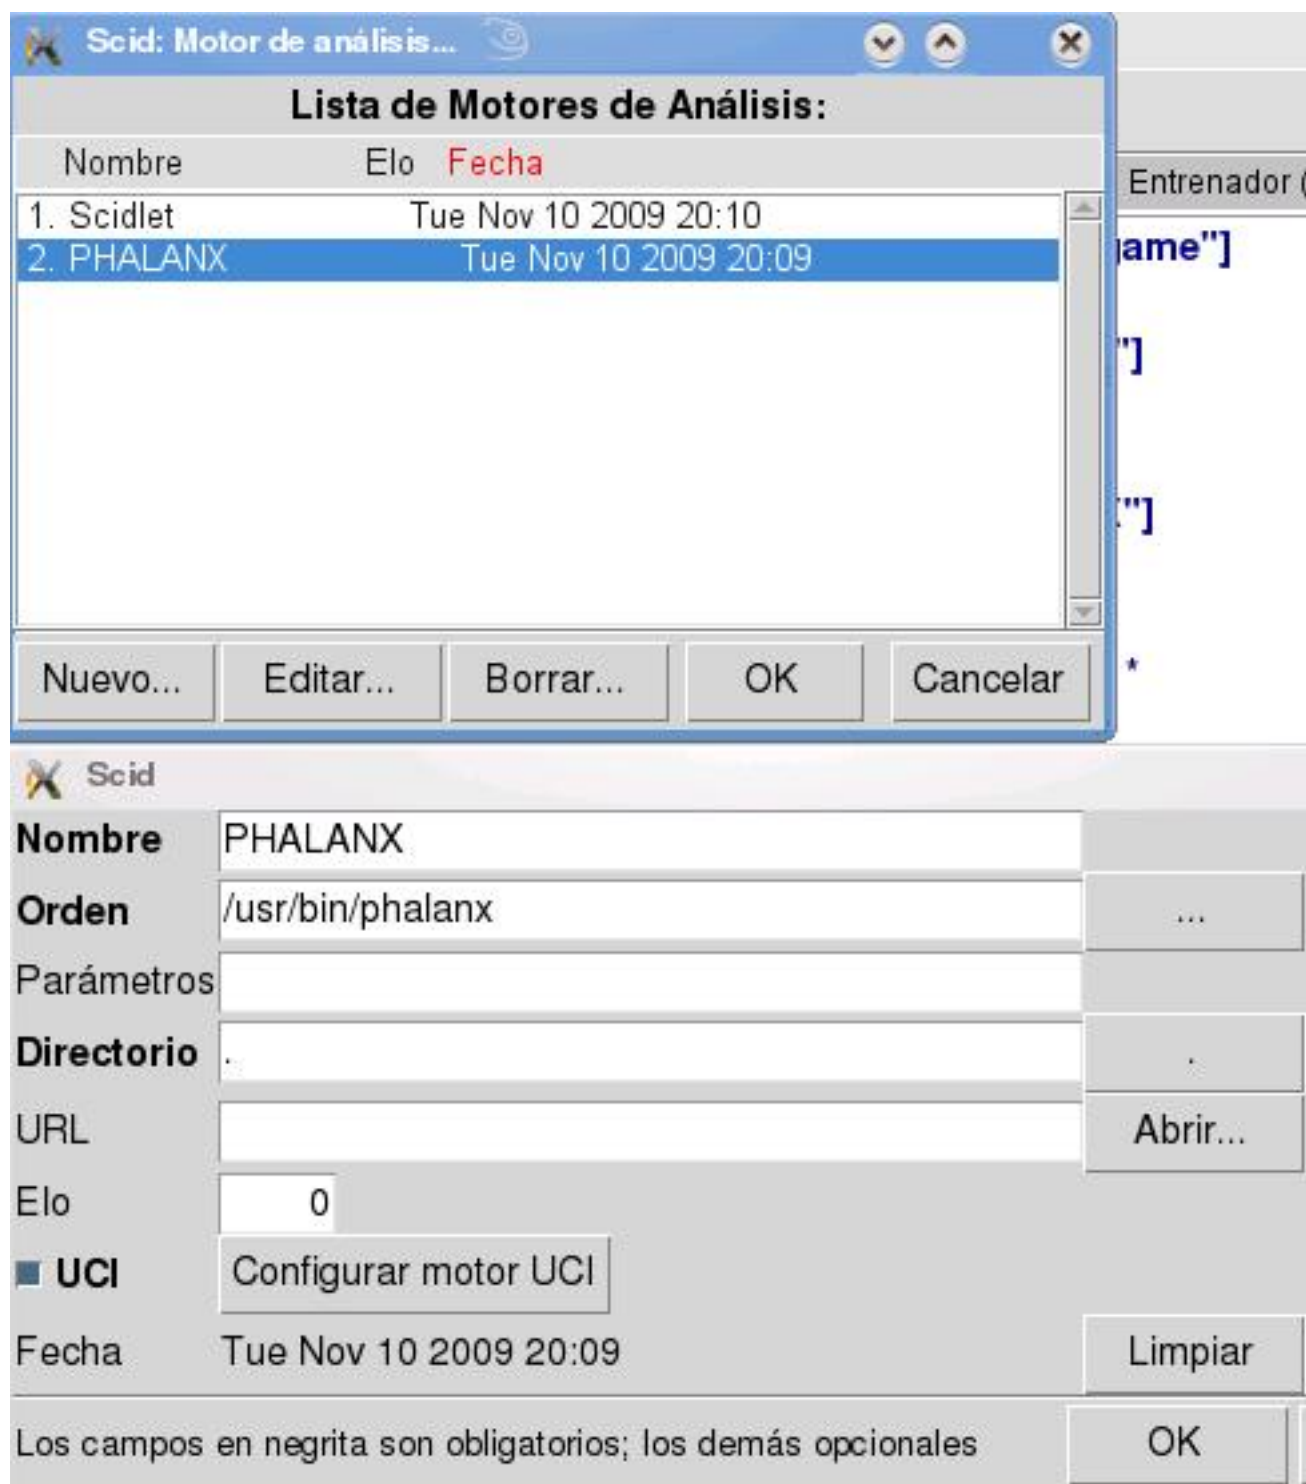 Scid: Motor de análisis...
Lista de Motores de Análisis:
Nombre Elo Fecha
Entrenador (
1. Scidlet Tue Nov 10 2009 20:10
2. PHALANX Tue Nov 10 2009 20:09
game"]
"]
"]
*
Nuevo... Editar... Borrar... OK Cancelar
Scid
Nombre PHALANX
Orden /usr/bin/phalanx ...
Parámetros
Directorio . .
URL Abrir...
Elo 0
UCI Configurar motor UCI
Fecha Tue Nov 10 2009 20:09 Limpiar
Los campos en negrita son obligatorios; los demás opcionales OK